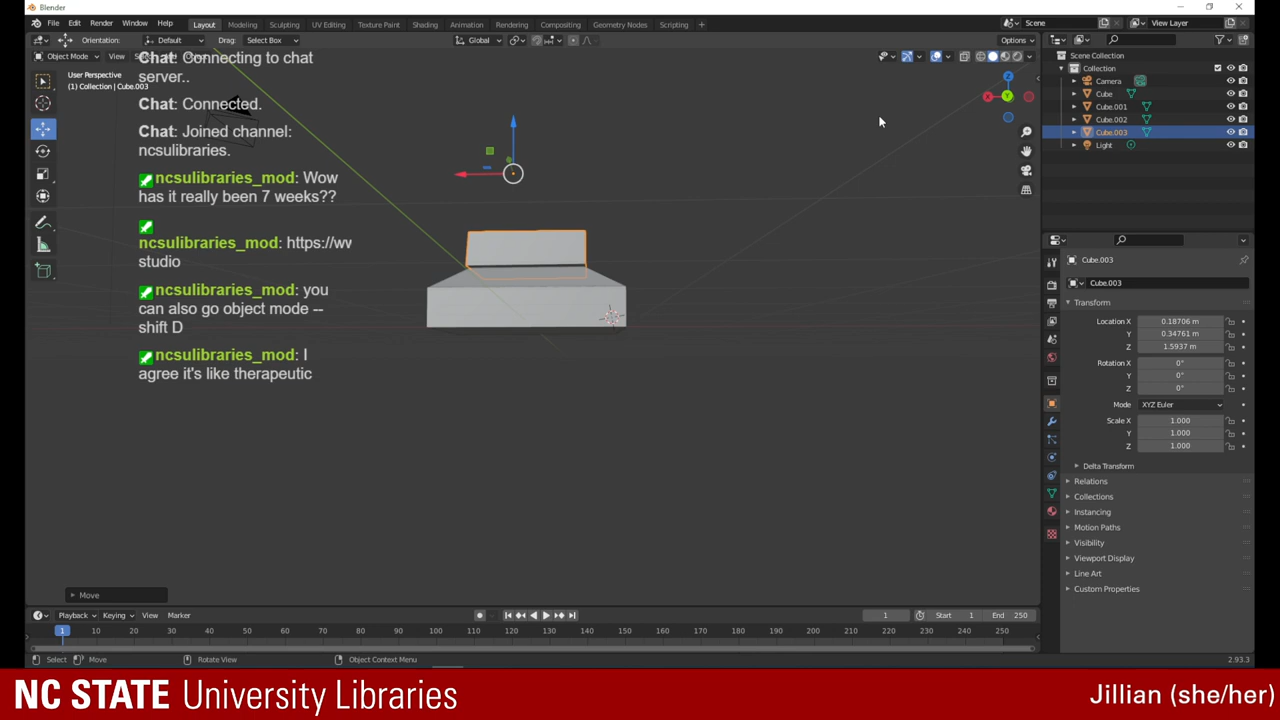 Blender
File Edit Render Window Help
Layout Modeling Sculpting UV Editing Texture Paint Shading Animation Rendering Compositing Geometry Nodes Scripting +
Scene
View Layer
Orientation: Default Drag: Select Box
Global
Options
Object Mode View
User Perspective
(1) Collection | Cube.003
Chat: Connecting to chat
server..
Chat: Connected.
Chat: Joined channel:
ncsulibraries.
ncsulibraries_mod: Wow
has it really been 7 weeks??
ncsulibraries_mod: https://wv
studio
ncsulibraries_mod: you
can also go object mode --
shift D
ncsulibraries_mod: I
agree it's like therapeutic
Z
Y
Scene Collection
Collection
Camera
Cube
Cube.001
Cube.002
Cube.003
Light
Cube.003
Cube.003
Transform
Location X 0.18706 m
Y 0.34761 m
Z 1.5937 m
Rotation X 0°
Y 0°
Z 0°
Mode XYZ Euler
Scale X 1.000
Y 1.000
Z 1.000
Delta Transform
Relations
Collections
Instancing
Motion Paths
Visibility
Viewport Display
Line Art
Custom Properties
Move
Playback Keying View Marker
1 Start 1 End 250
1 10 20 30 40 50 60 70 80 90 100 110 120 130 140 150 160 170 180 190 200 210 220 230 240 250
Select Move Rotate View Object Context Menu 2.93.3
NC STATE University Libraries
Jillian (she/her)